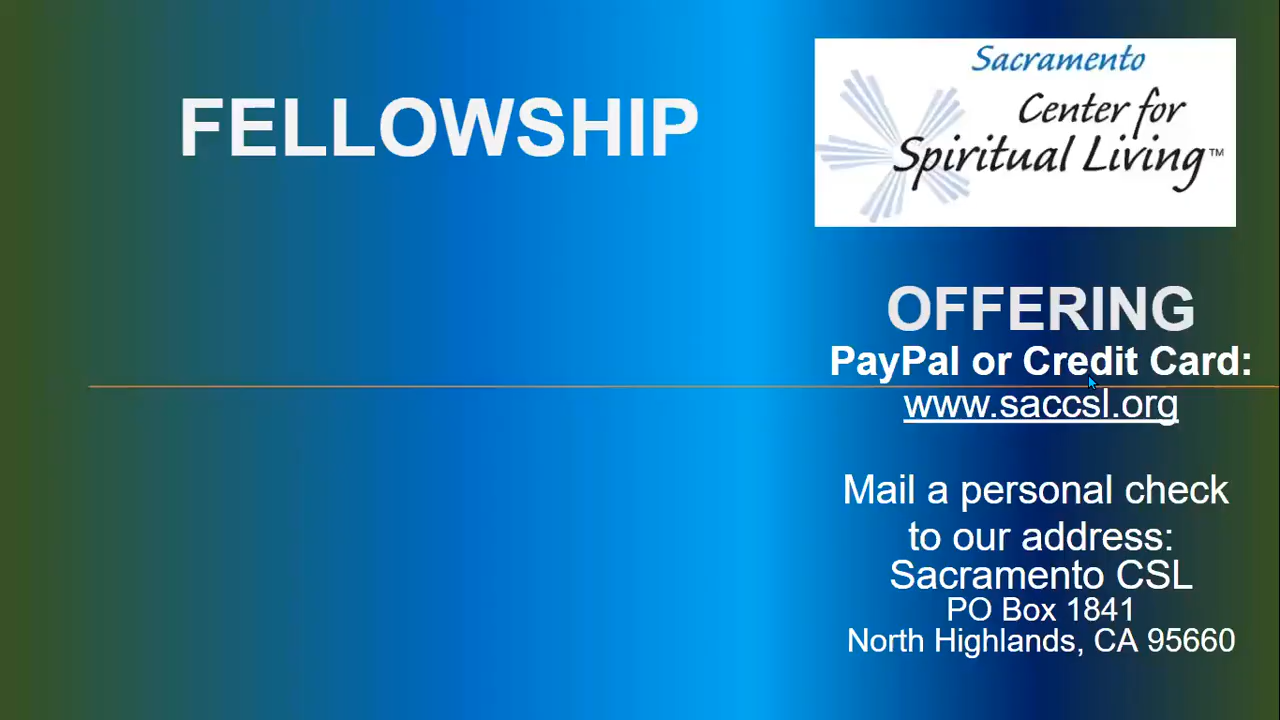 FELLOWSHIP
Sacramento
Center for
Spiritual Living™
OFFERING
PayPal or Credit Card:
www.saccsl.org
Mail a personal check
to our address:
Sacramento CSL
PO Box 1841
North Highlands, CA 95660